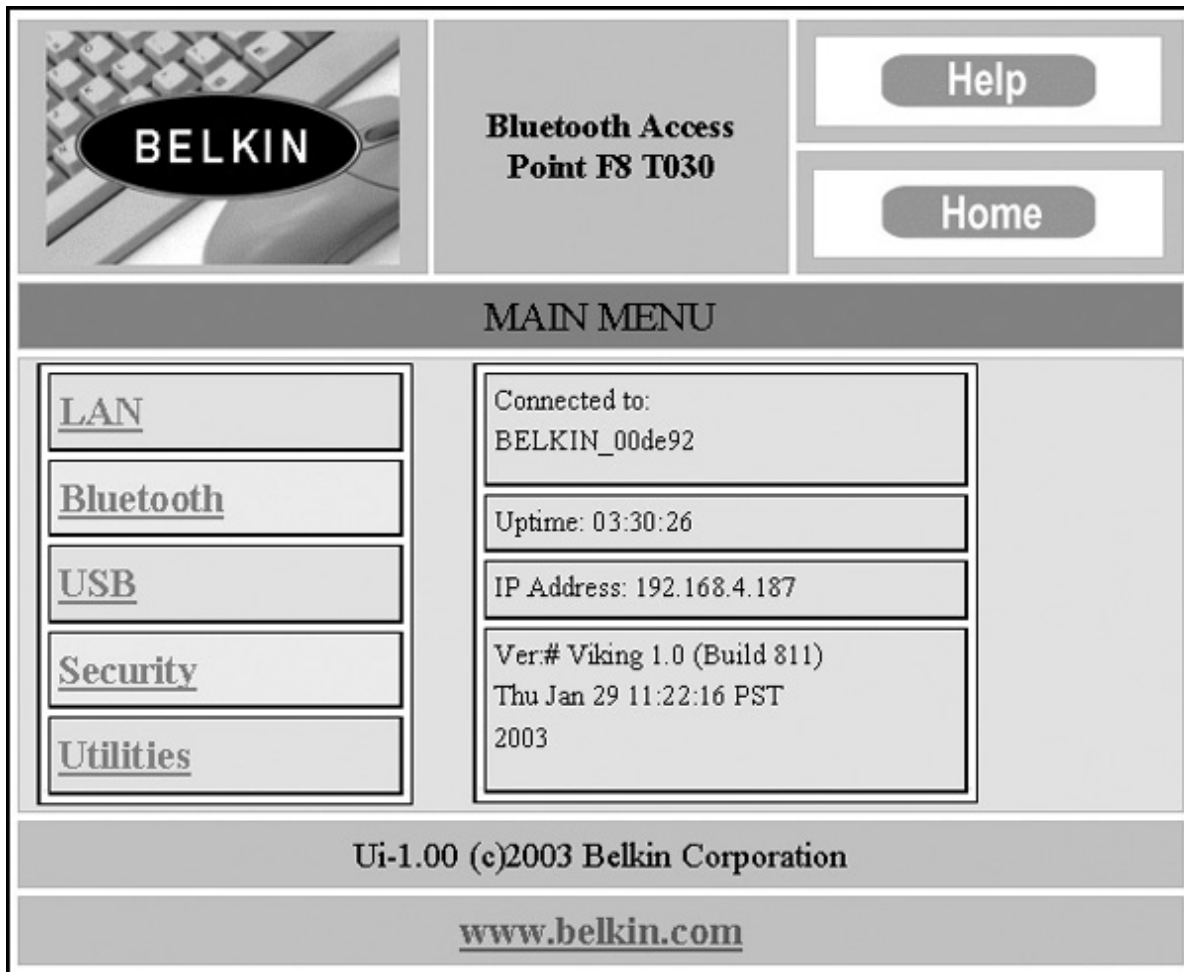 BELKIN
Bluetooth Access
Point F8 T030
Help
Home
MAIN MENU
LAN
Bluetooth
USB
Security
Utilities
Connected to:
BELKIN_00de92
Uptime: 03:30:26
IP Address: 192.168.4.187
Ver:# Viking 1.0 (Build 811)
Thu Jan 29 11:22:16 PST
2003
Ui-1.00 (c)2003 Belkin Corporation
www.belkin.com